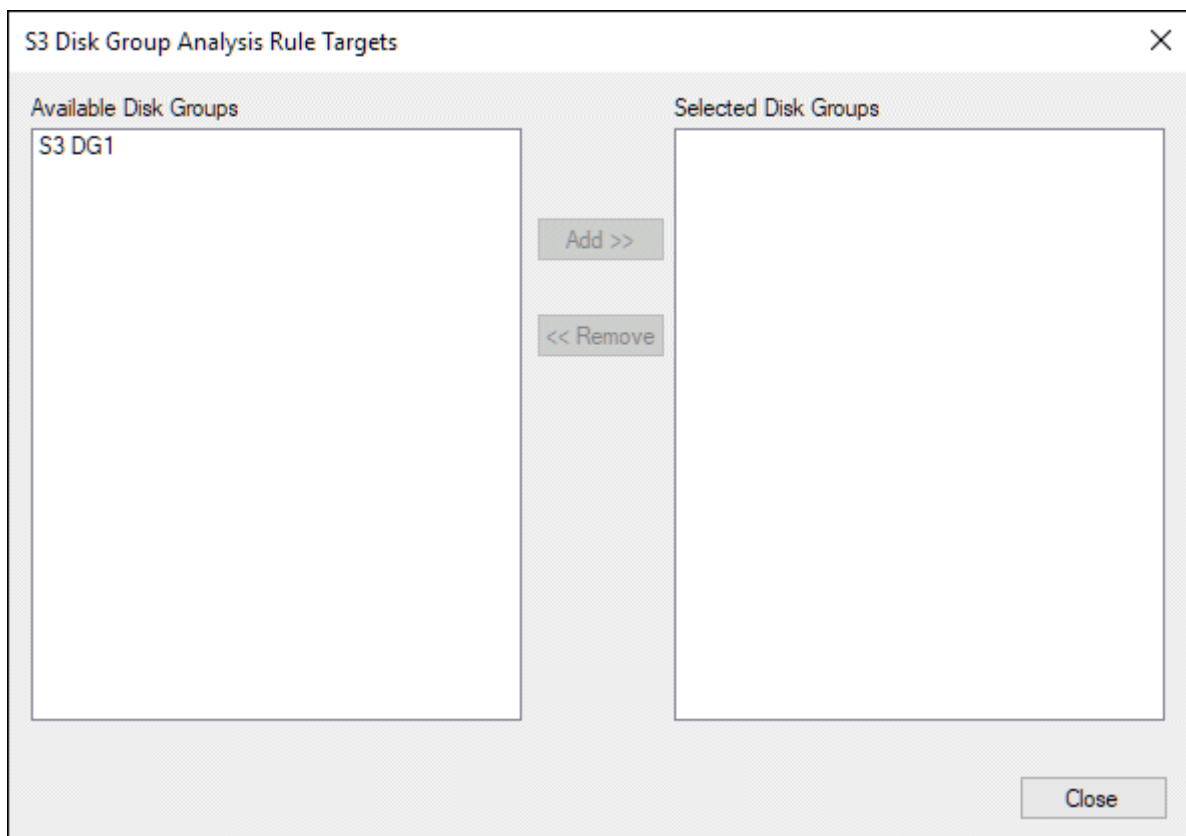 S3 Disk Group Analysis Rule Targets
Available Disk Groups
Selected Disk Groups
S3 DG1
Add >>
<< Remove
Close